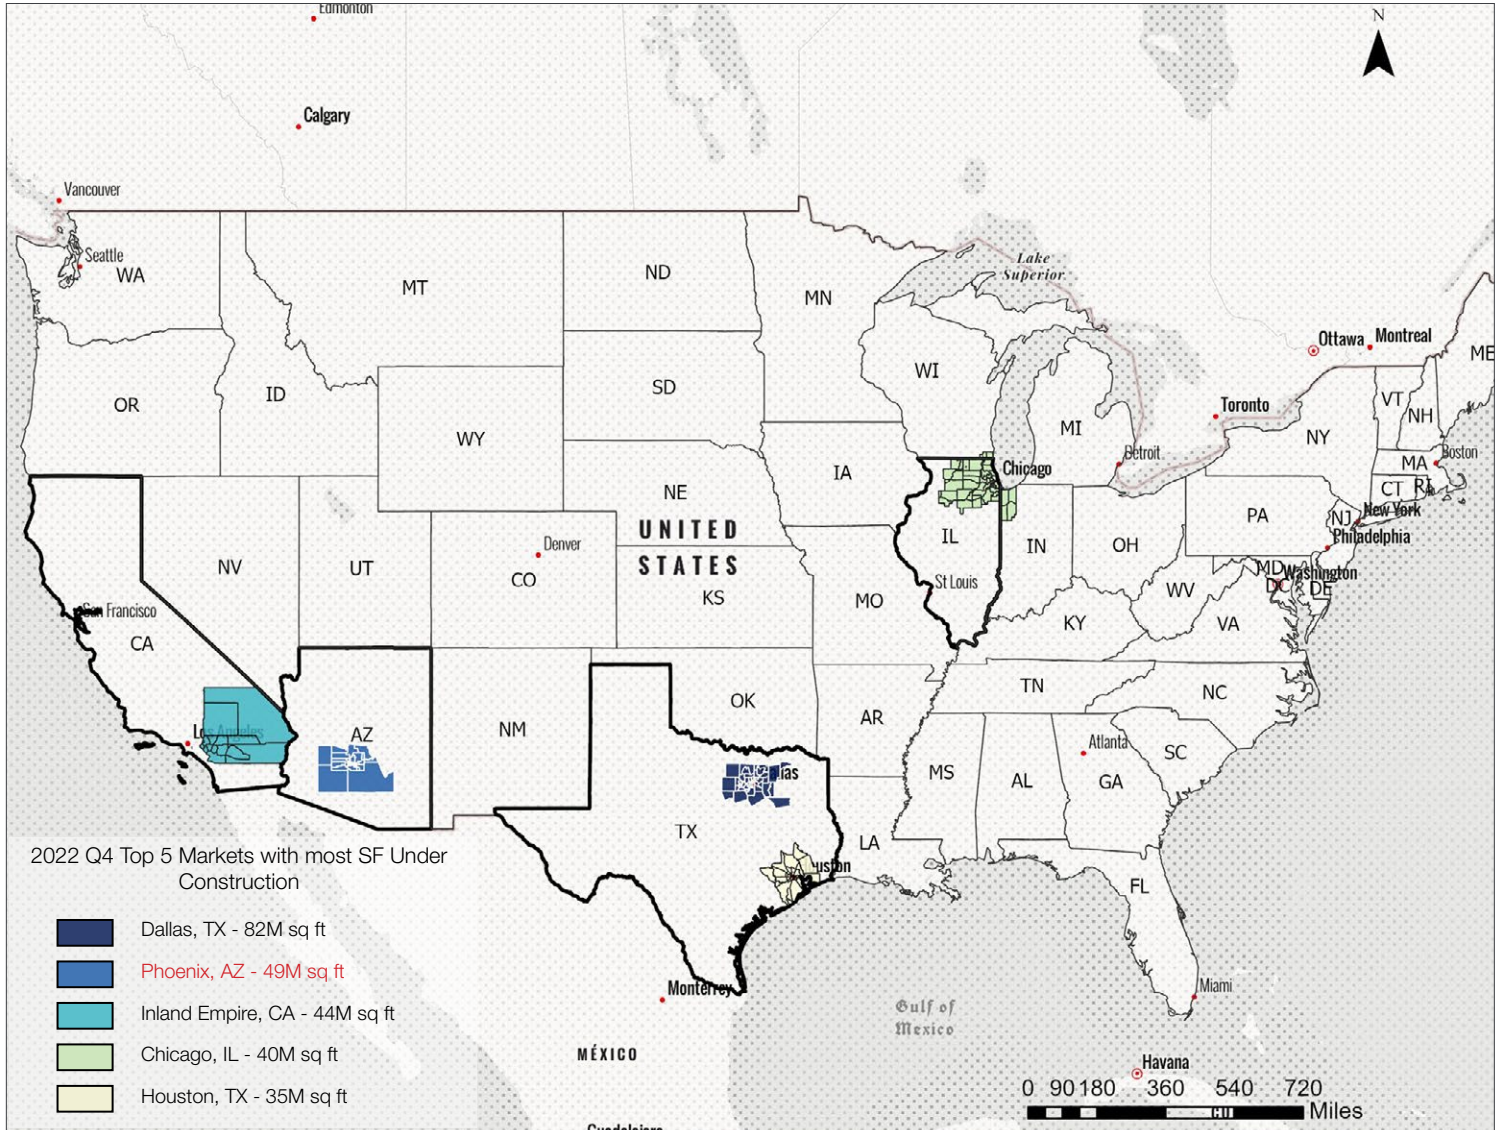 Edmonton
N
Calgary
Vancouver
Seattle
WA
MT
ND
MN
Lake
Superior
Ottawa
Montreal
ME
OR
ID
SD
WI
MI
Toronto
VT
NH
NY
WY
Detroit
Boston
MA
IA
Chicago
NE
CT
RI
PA
NJ
New York
UNITED
STATES
Denver
NV
UT
CO
KS
IL
IN
OH
Philadelphia
MD
Washington
DC
DE
St Louis
MO
WV
VA
KY
San Francisco
CA
TN
NC
OK
AR
NM
AZ
Los Angeles
Atlanta
SC
MS
AL
GA
TX
LA
FL
2022 Q4 Top 5 Markets with most SF Under
Construction
Dallas, TX - 82M sq ft
Phoenix, AZ - 49M sq ft
Inland Empire, CA - 44M sq ft
Chicago, IL - 40M sq ft
Houston, TX - 35M sq ft
Monterrey
Miami
Gulf of
Mexico
MÉXICO
Havana
0 90 180 360 540 720
Miles